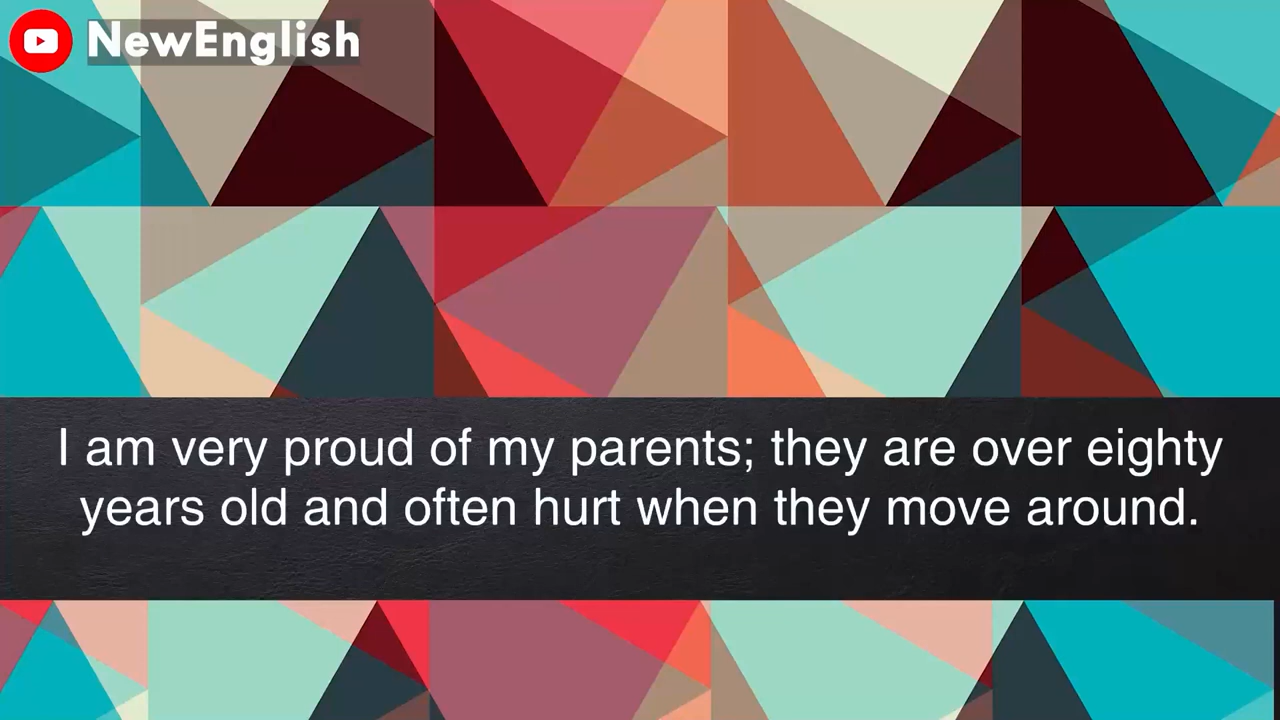 NewEnglish
I am very proud of my parents; they are over eighty
years old and often hurt when they move around.